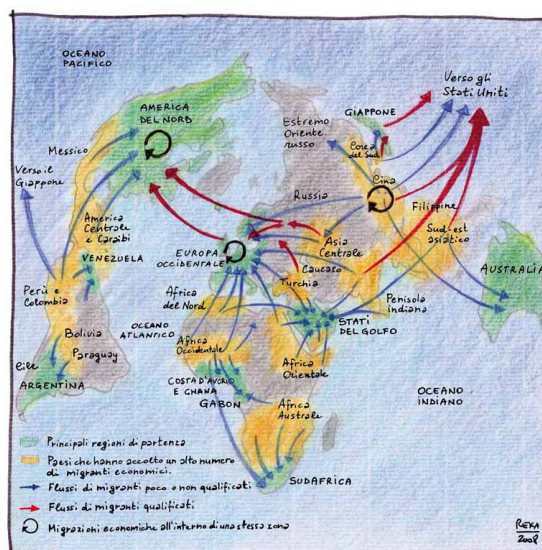 OCEANO
PACIFICO
AMERICA
DEL NORD
Verso gli
Stati Uniti
GIAPPONE
Estremo
Oriente
russo
Corea
del Sud
Messico
Verso il
Giappone
Cina
Russia
Filippine
America
Centrale
e Caraibi
Sud-est
asiatico
Asia
Centrale
EUROPA
OCCIDENTALE
VENEZUELA
Caucaso
AUSTRALIA
Turchia
Perù e
Colombia
Africa
del Nord
Penisola
indiana
STATI
DEL GOLFO
OCEANO
ATLANTICO
Bolivia
Africa
Occidentale
Paraguay
Africa
Orientale
Cile
ARGENTINA
COSTA D'AVORIO
E GHANA
GABON
OCEANO
INDIANO
Africa
Australe
SUDAFRICA
Principali regioni di partenza
Paesi che hanno accolto un alto numero
di migranti economici.
Flussi di migranti poco o non qualificati
Flussi di migranti qualificati
Migrazioni economiche all'interno di una stessa zona
REKA
2008